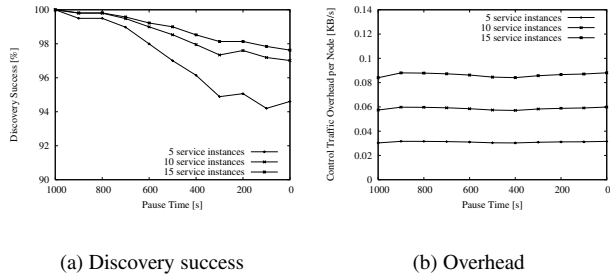 100
98
96
94
92
90
1000
800
600
400
200
0
Discovery Success [%]
Pause Time [s]
5 service instances
10 service instances
15 service instances
(a) Discovery success
0.14
0.12
0.1
0.08
0.06
0.04
0.02
0
1000
800
600
400
200
0
Control Traffic Overhead per Node [KB/s]
Pause Time [s]
5 service instances
10 service instances
15 service instances
(b) Overhead